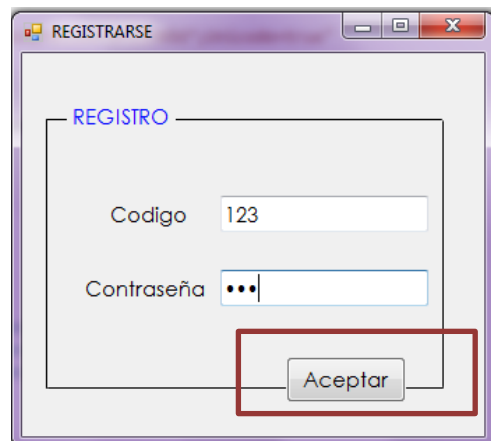 REGISTRARSE
REGISTRO
Codigo 123
Contraseña •••
Aceptar